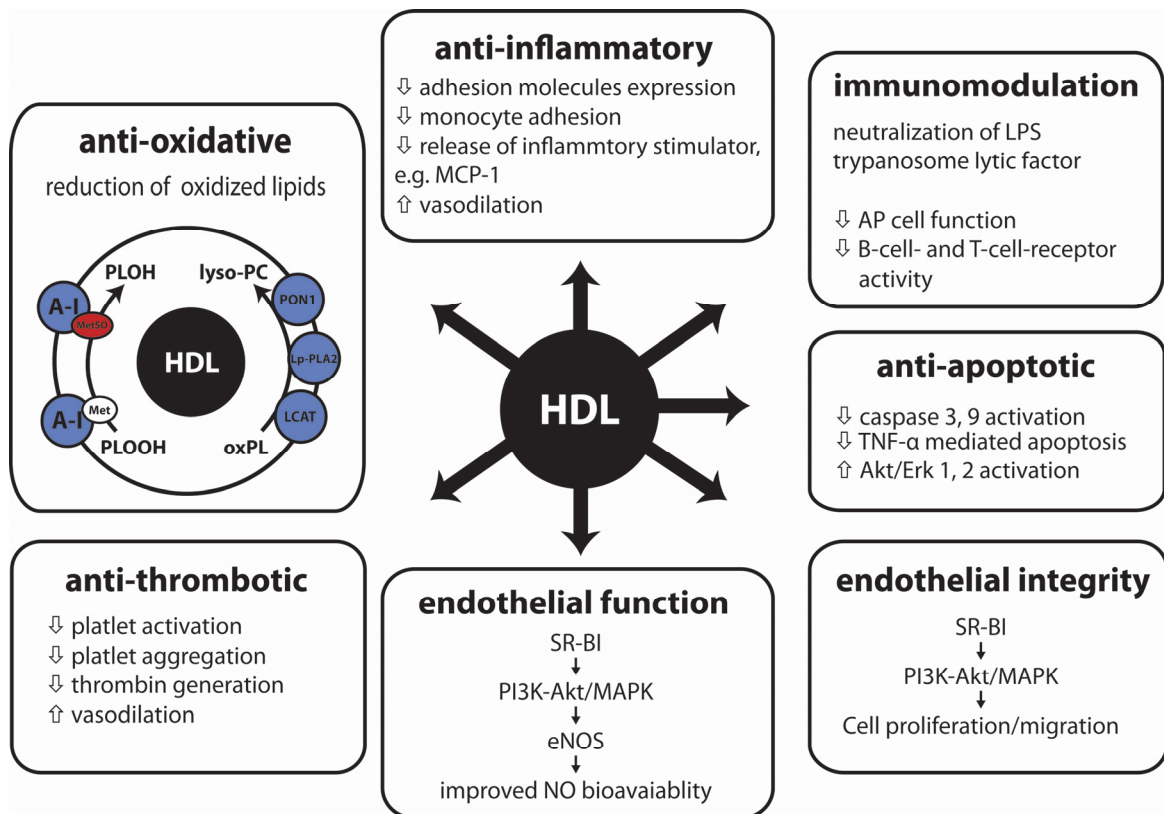 anti-oxidative
reduction of oxidized lipids
PLOH
lyso-PC
A-I
MetSO
PON1
HDL
Lp-PLA2
A-I
Met
LCAT
PLOOH
oxPL
anti-inflammatory
⇩ adhesion molecules expression
⇩ monocyte adhesion
⇩ release of inflammtory stimulator,
e.g. MCP-1
⇧ vasodilation
immunomodulation
neutralization of LPS
trypanosome lytic factor
⇩ AP cell function
⇩ B-cell- and T-cell-receptor
activity
HDL
anti-apoptotic
⇩ caspase 3, 9 activation
⇩ TNF-α mediated apoptosis
⇧ Akt/Erk 1, 2 activation
anti-thrombotic
⇩ platlet activation
⇩ platlet aggregation
⇩ thrombin generation
⇧ vasodilation
endothelial function
SR-BI
PI3K-Akt/MAPK
eNOS
improved NO bioavaiablity
endothelial integrity
SR-BI
PI3K-Akt/MAPK
Cell proliferation/migration